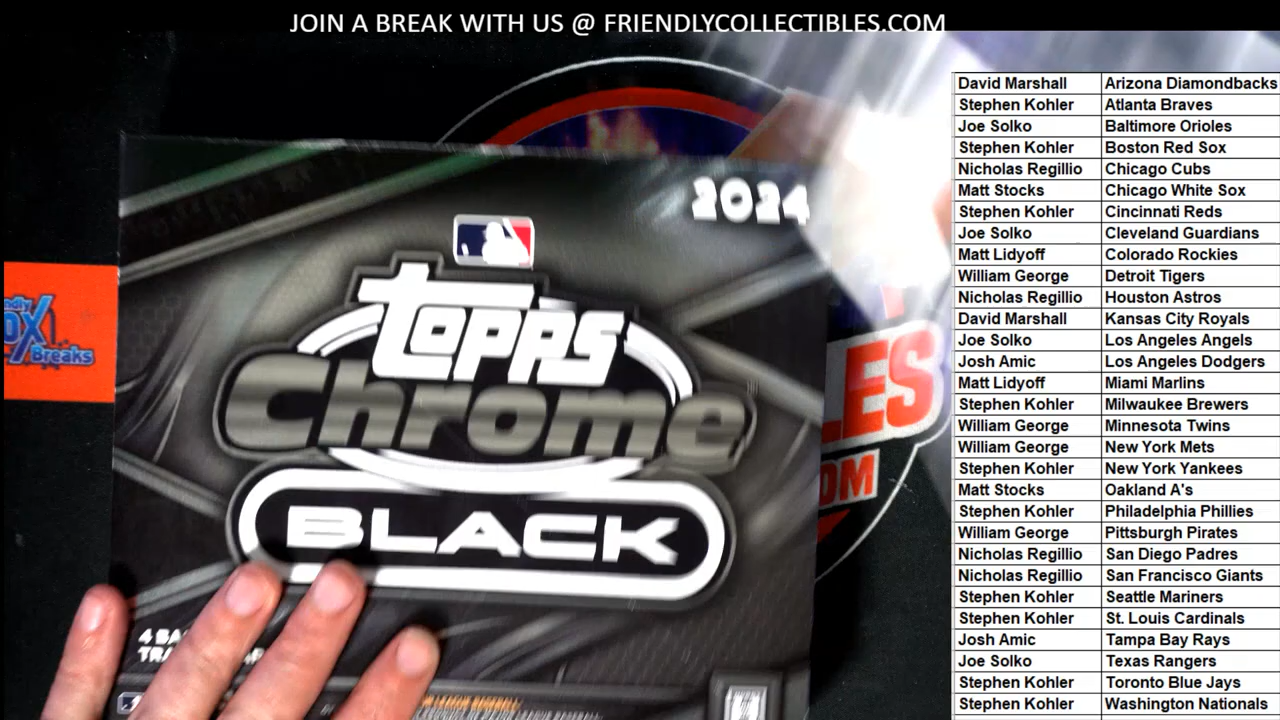 JOIN A BREAK WITH US @ FRIENDLYCOLLECTIBLES.COM
2024
topps
Chrome
BLACK
Breaks
LES
OM
David Marshall Arizona Diamondbacks
Stephen Kohler Atlanta Braves
Joe Solko Baltimore Orioles
Stephen Kohler Boston Red Sox
Nicholas Regillio Chicago Cubs
Matt Stocks Chicago White Sox
Stephen Kohler Cincinnati Reds
Joe Solko Cleveland Guardians
Matt Lidyoff Colorado Rockies
William George Detroit Tigers
Nicholas Regillio Houston Astros
David Marshall Kansas City Royals
Joe Solko Los Angeles Angels
Josh Amic Los Angeles Dodgers
Matt Lidyoff Miami Marlins
Stephen Kohler Milwaukee Brewers
William George Minnesota Twins
William George New York Mets
Stephen Kohler New York Yankees
Matt Stocks Oakland A's
Stephen Kohler Philadelphia Phillies
William George Pittsburgh Pirates
Nicholas Regillio San Diego Padres
Nicholas Regillio San Francisco Giants
Stephen Kohler Seattle Mariners
Stephen Kohler St. Louis Cardinals
Josh Amic Tampa Bay Rays
Joe Solko Texas Rangers
Stephen Kohler Toronto Blue Jays
Stephen Kohler Washington Nationals